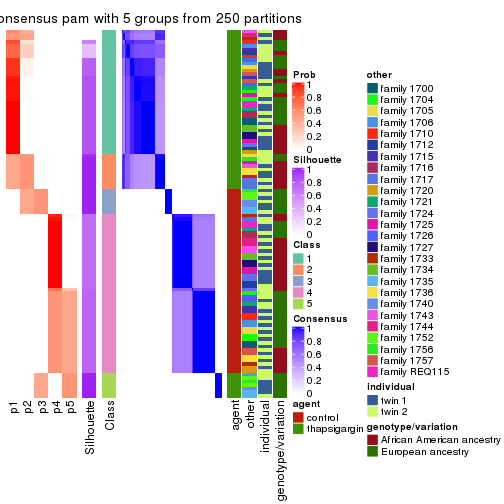 onsensus pam with 5 groups from 250 partitions
p1
p2
p3
p4
p5
Silhouette
Class
agent
other
individual
genotype/variation
Prob
1
0.8
0.6
0.4
0.2
0
Silhouette
1
0.8
0.6
0.4
0.2
0
Class
1
2
3
4
5
Consensus
1
0.8
0.6
0.4
0.2
0
agent
control
thapsigargin
other
family 1700
family 1704
family 1705
family 1706
family 1710
family 1712
family 1715
family 1716
family 1717
family 1720
family 1721
family 1724
family 1725
family 1726
family 1727
family 1733
family 1734
family 1735
family 1736
family 1740
family 1743
family 1744
family 1752
family 1756
family 1757
family REQ115
individual
twin 1
twin 2
genotype/variation
African American ancestry
European ancestry